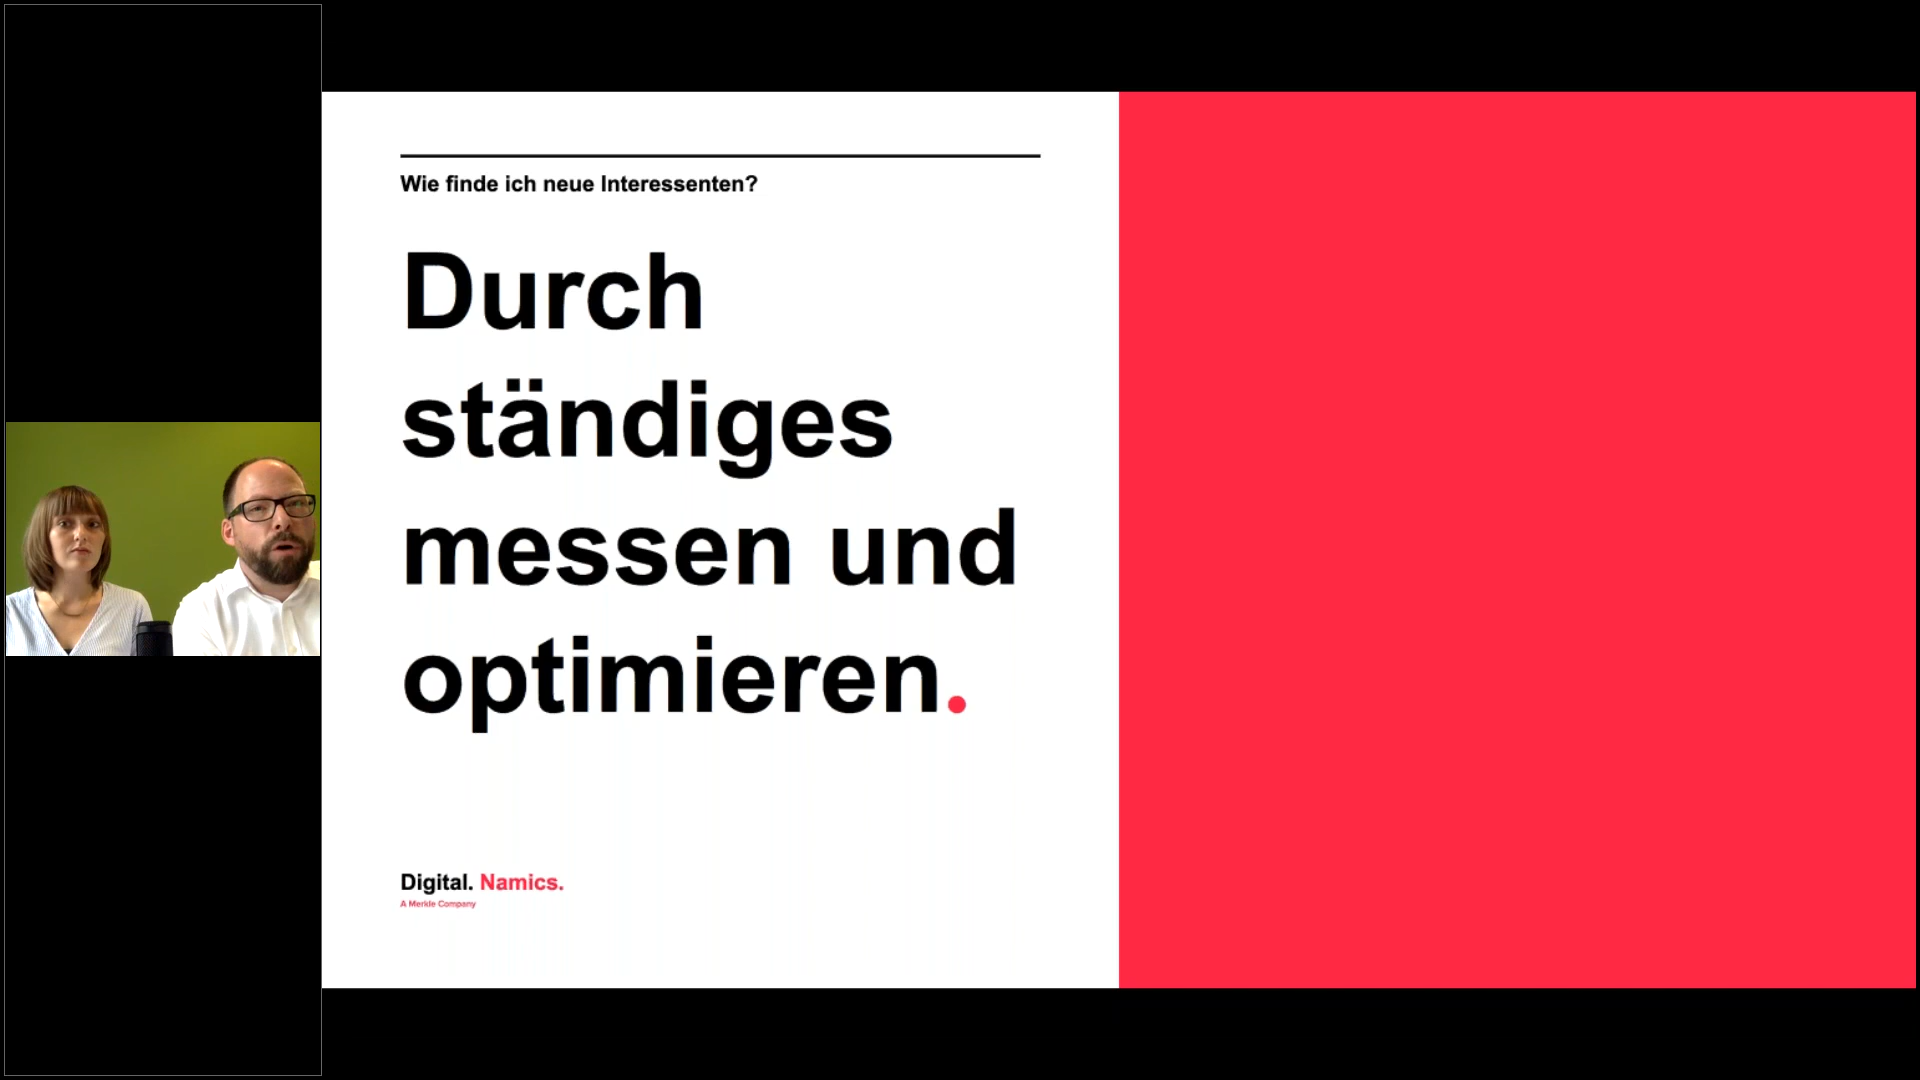 Wie finde ich neue Interessenten?
Durch
ständiges
messen und
optimieren.
Digital. Namics.
A Merkle Company